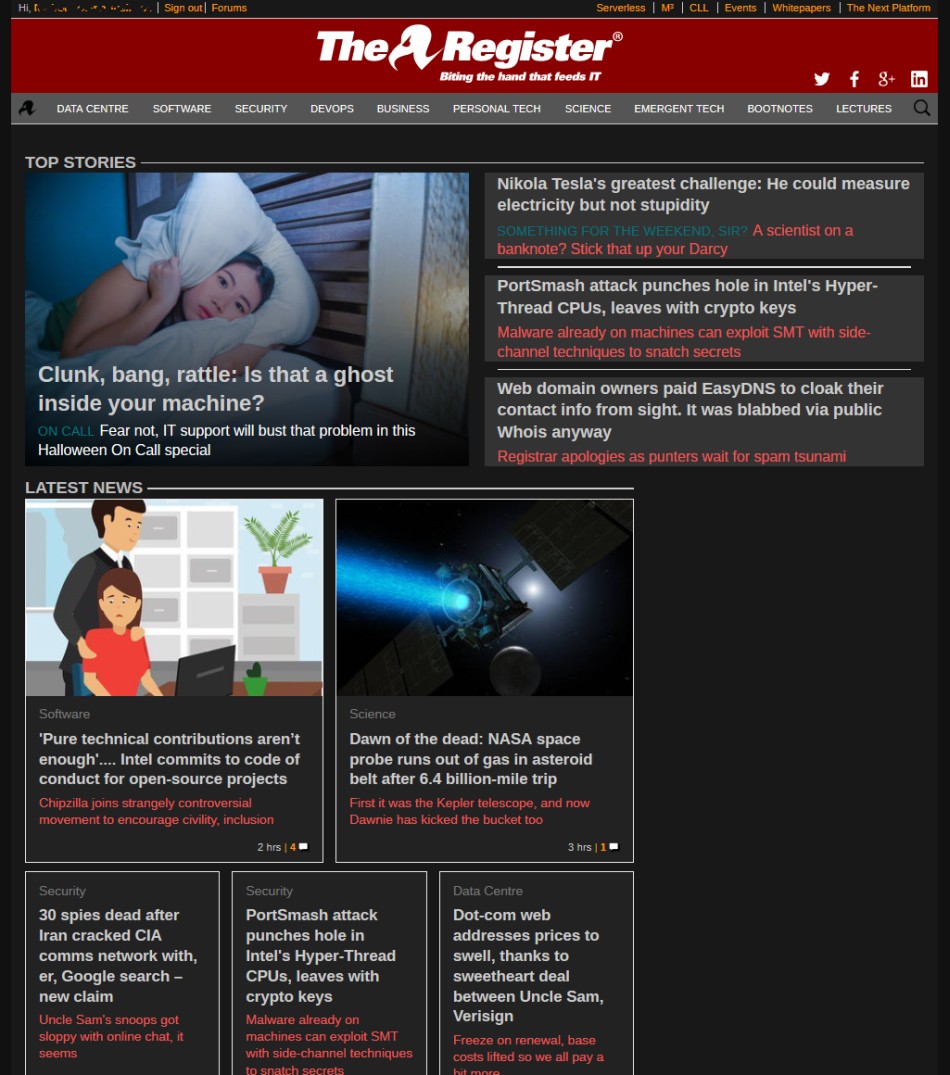 Hi,
Sign out
Forums
Serverless
M³
CLL
Events
Whitepapers
The Next Platform
The Register®
Biting the hand that feeds IT
DATA CENTRE
SOFTWARE
SECURITY
DEVOPS
BUSINESS
PERSONAL TECH
SCIENCE
EMERGENT TECH
BOOTNOTES
LECTURES
TOP STORIES
Clunk, bang, rattle: Is that a ghost
inside your machine?
ON CALL Fear not, IT support will bust that problem in this
Halloween On Call special
Nikola Tesla's greatest challenge: He could measure
electricity but not stupidity
SOMETHING FOR THE WEEKEND, SIR? A scientist on a
banknote? Stick that up your Darcy
PortSmash attack punches hole in Intel's Hyper-
Thread CPUs, leaves with crypto keys
Malware already on machines can exploit SMT with side-
channel techniques to snatch secrets
Web domain owners paid EasyDNS to cloak their
contact info from sight. It was blabbed via public
Whois anyway
Registrar apologies as punters wait for spam tsunami
LATEST NEWS
Software
'Pure technical contributions aren't
enough'.... Intel commits to code of
conduct for open-source projects
Chipzilla joins strangely controversial
movement to encourage civility, inclusion
2 hrs | 4
Science
Dawn of the dead: NASA space
probe runs out of gas in asteroid
belt after 6.4 billion-mile trip
First it was the Kepler telescope, and now
Dawnie has kicked the bucket too
3 hrs | 1
Security
30 spies dead after
Iran cracked CIA
comms network with,
er, Google search –
new claim
Uncle Sam's snoops got
sloppy with online chat, it
seems
Security
PortSmash attack
punches hole in
Intel's Hyper-Thread
CPUs, leaves with
crypto keys
Malware already on
machines can exploit SMT
with side-channel techniques
to snatch secrets
Data Centre
Dot-com web
addresses prices to
swell, thanks to
sweetheart deal
between Uncle Sam,
Verisign
Freeze on renewal, base
costs lifted so we all pay a
bit more